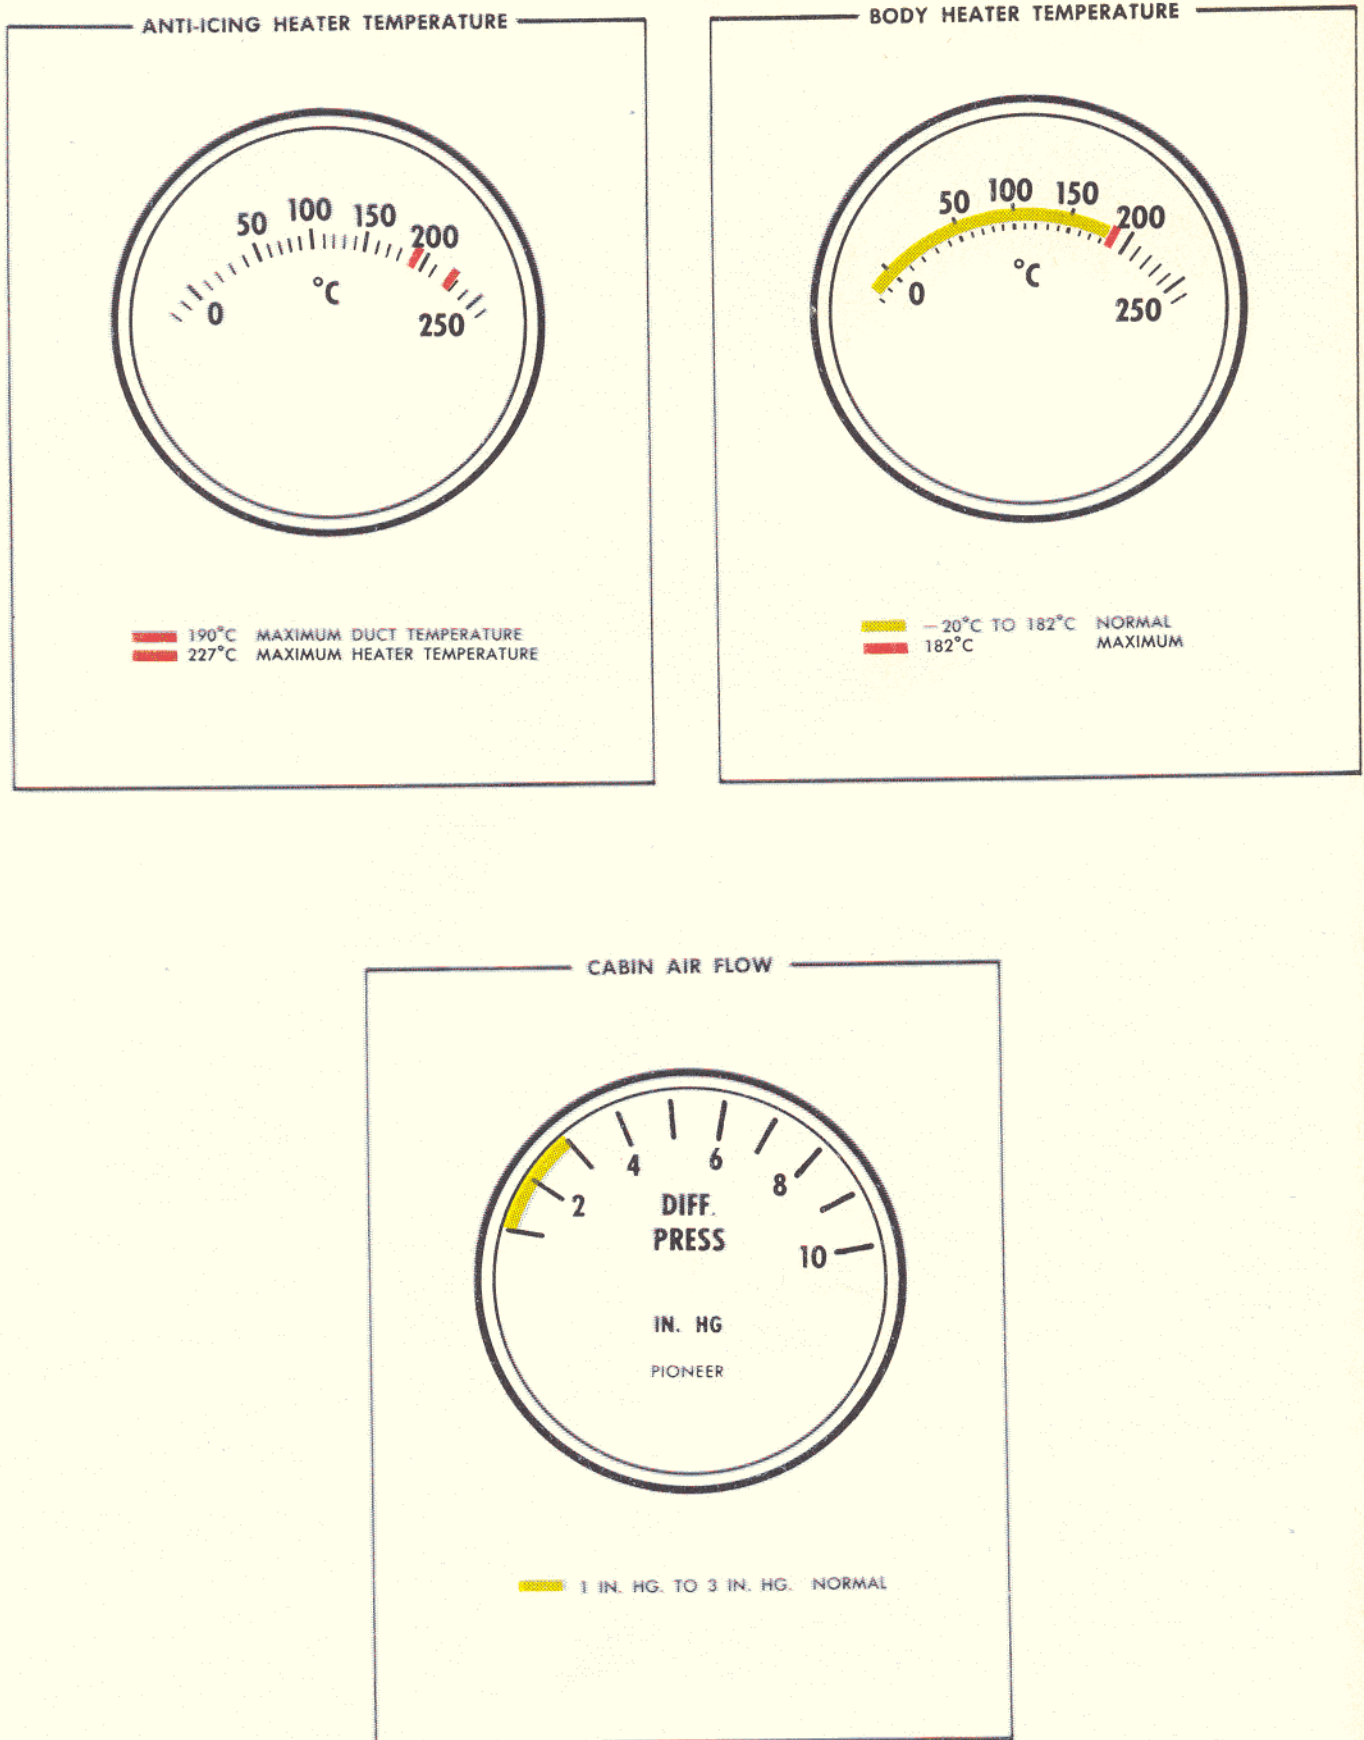 ANTI-ICING HEATER TEMPERATURE
50 100 150 200
0 °C 250
190°C MAXIMUM DUCT TEMPERATURE
227°C MAXIMUM HEATER TEMPERATURE
BODY HEATER TEMPERATURE
50 100 150 200
0 °C 250
—20°C TO 182°C NORMAL
182°C MAXIMUM
CABIN AIR FLOW
2 4 6 8 10
DIFF.
PRESS
IN. HG
PIONEER
1 IN. HG. TO 3 IN. HG. NORMAL